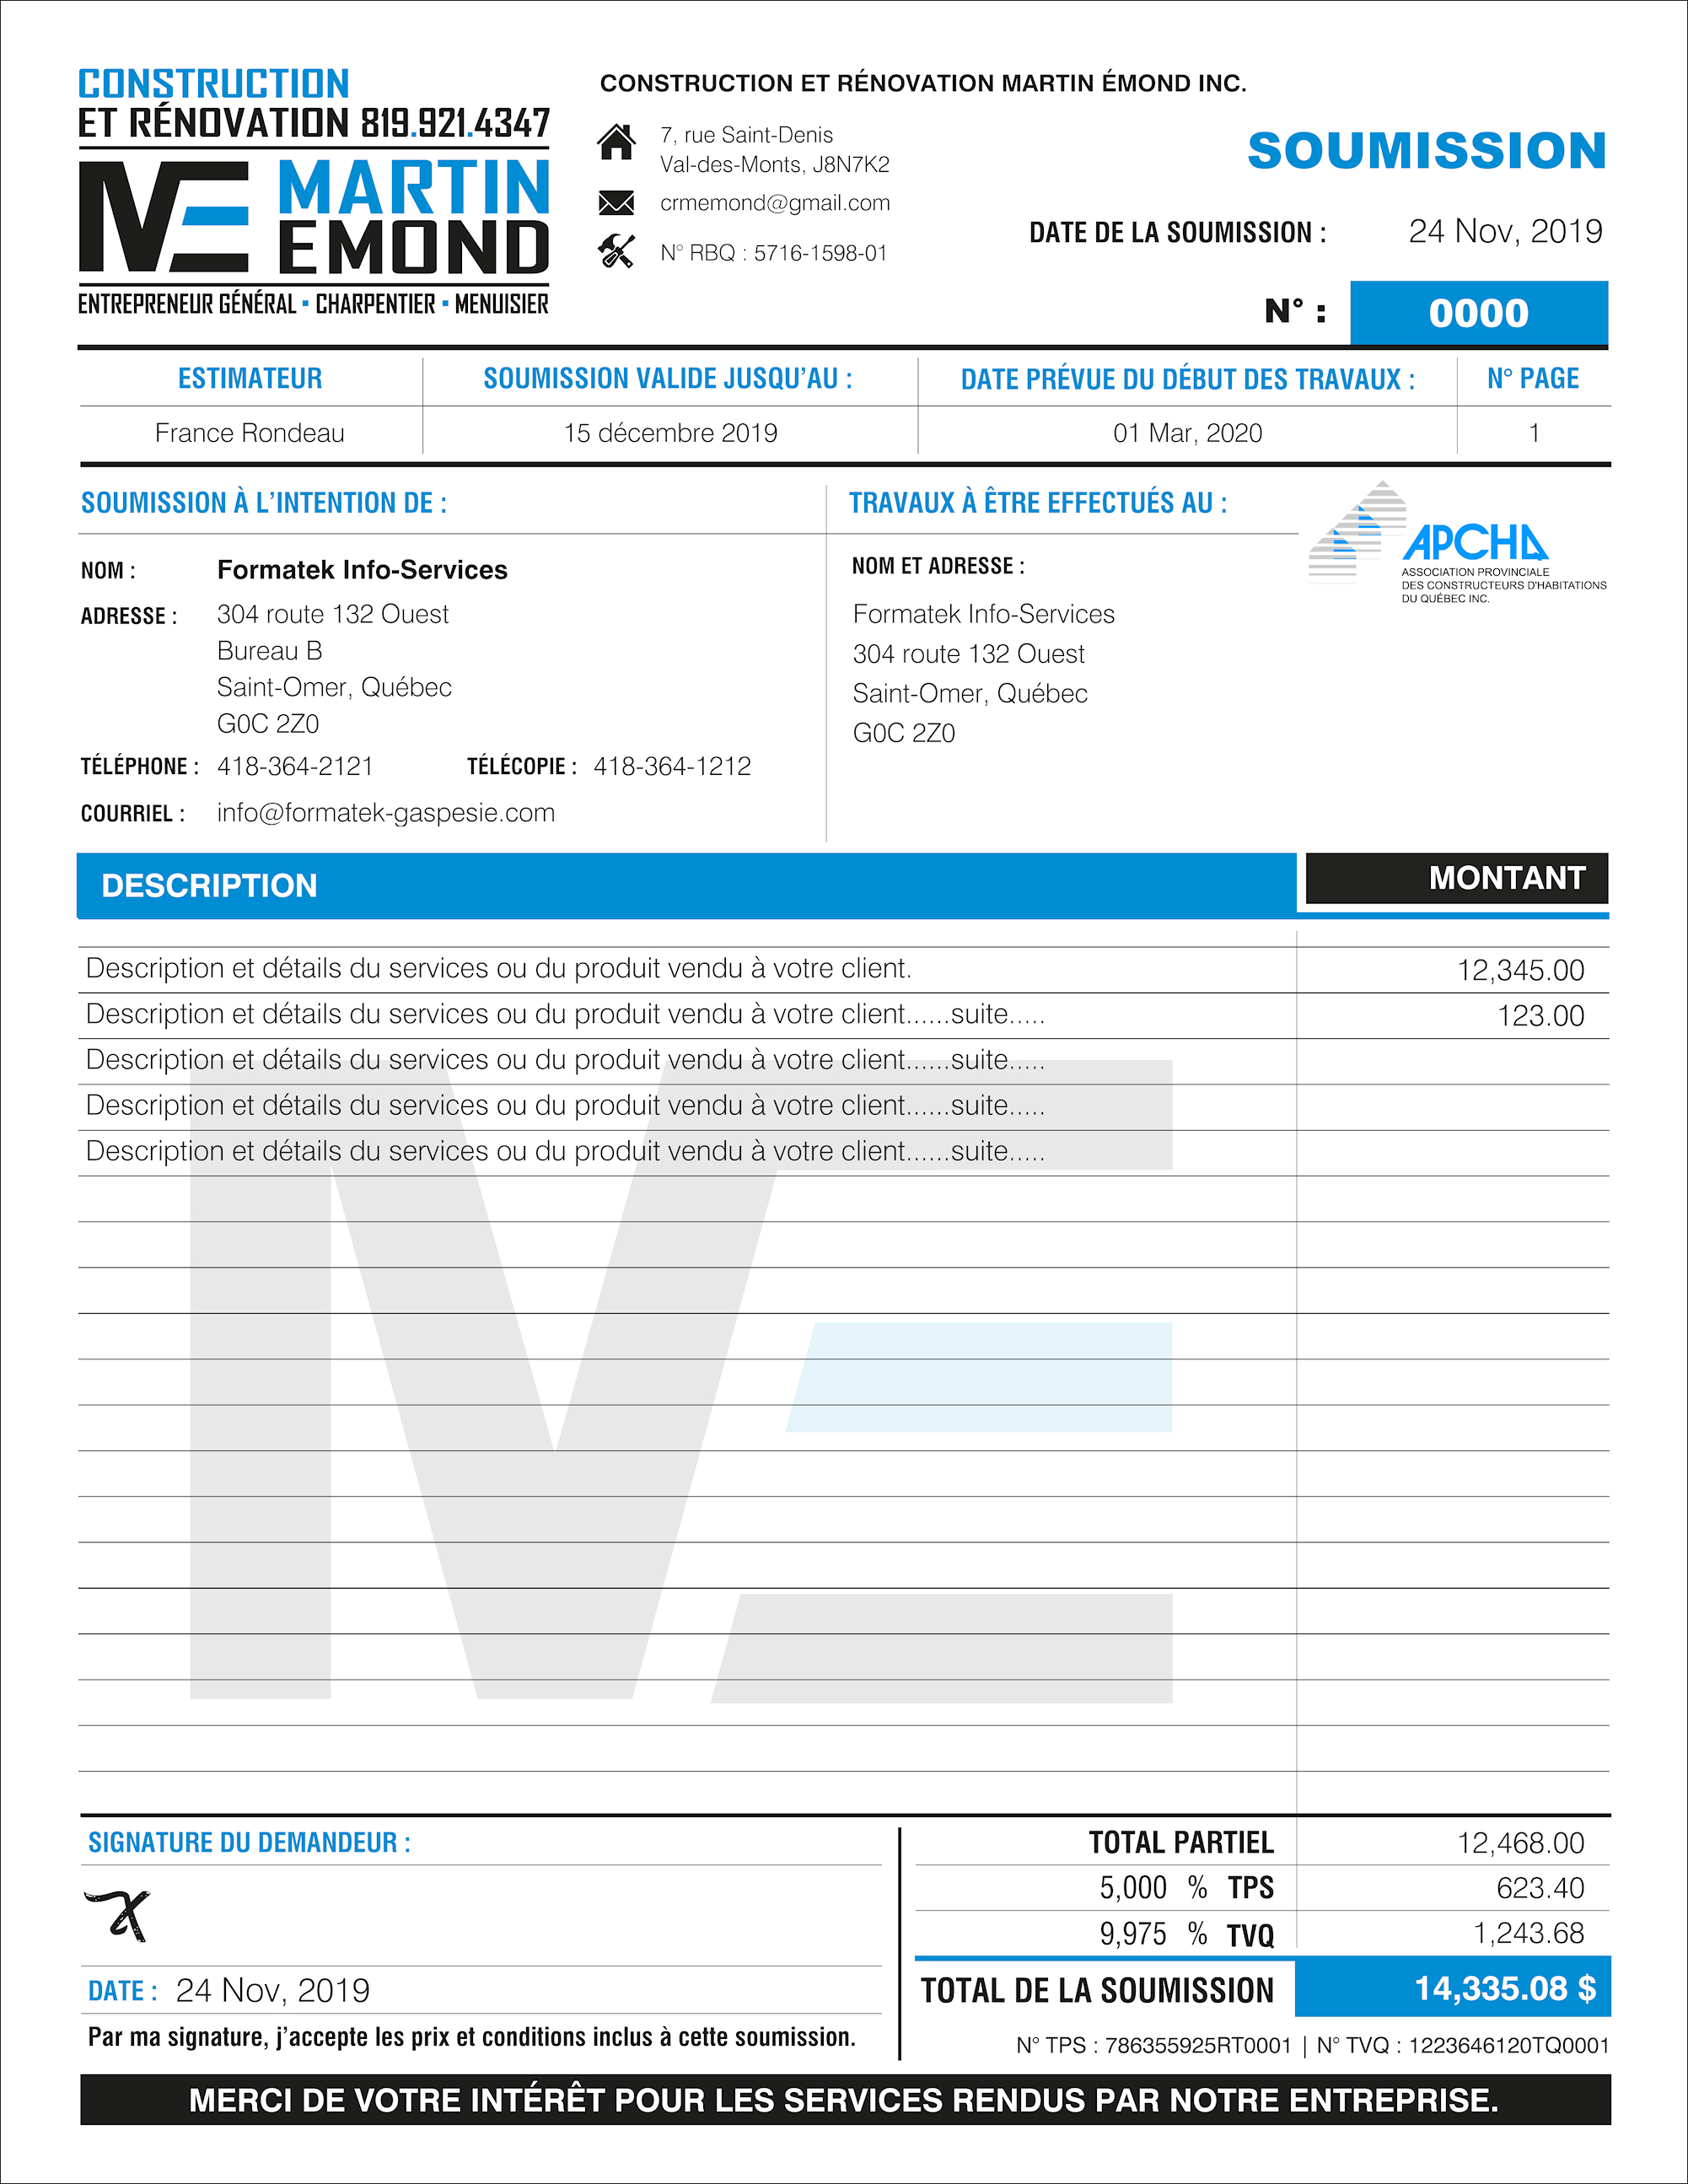 CONSTRUCTION
ET RÉNOVATION 819.921.4347
ME MARTIN
EMOND
ENTREPRENEUR GÉNÉRAL ▪ CHARPENTIER ▪ MENUISIER
CONSTRUCTION ET RÉNOVATION MARTIN ÉMOND INC.
7, rue Saint-Denis
Val-des-Monts, J8N7K2
crmemond@gmail.com
N° RBQ : 5716-1598-01
SOUMISSION
DATE DE LA SOUMISSION : 24 Nov, 2019
N° : 0000
ESTIMATEUR SOUMISSION VALIDE JUSQU'AU : DATE PRÉVUE DU DÉBUT DES TRAVAUX : N° PAGE
France Rondeau 15 décembre 2019 01 Mar, 2020 1
SOUMISSION À L'INTENTION DE :
NOM : Formatek Info-Services
ADRESSE : 304 route 132 Ouest
Bureau B
Saint-Omer, Québec
G0C 2Z0
TÉLÉPHONE : 418-364-2121 TÉLÉCOPIE : 418-364-1212
COURRIEL : info@formatek-gaspesie.com
TRAVAUX À ÊTRE EFFECTUÉS AU :
NOM ET ADRESSE :
Formatek Info-Services
304 route 132 Ouest
Saint-Omer, Québec
G0C 2Z0
APCHQ
ASSOCIATION PROVINCIALE
DES CONSTRUCTEURS D'HABITATIONS
DU QUÉBEC INC.
DESCRIPTION MONTANT
Description et détails du services ou du produit vendu à votre client. 12,345.00
Description et détails du services ou du produit vendu à votre client......suite..... 123.00
Description et détails du services ou du produit vendu à votre client......suite.....
Description et détails du services ou du produit vendu à votre client......suite.....
Description et détails du services ou du produit vendu à votre client......suite.....
ME
SIGNATURE DU DEMANDEUR :
X
DATE : 24 Nov, 2019
Par ma signature, j'accepte les prix et conditions inclus à cette soumission.
TOTAL PARTIEL 12,468.00
5,000 % TPS 623.40
9,975 % TVQ 1,243.68
TOTAL DE LA SOUMISSION 14,335.08 $
N° TPS : 786355925RT0001 | N° TVQ : 1223646120TQ0001
MERCI DE VOTRE INTÉRÊT POUR LES SERVICES RENDUS PAR NOTRE ENTREPRISE.